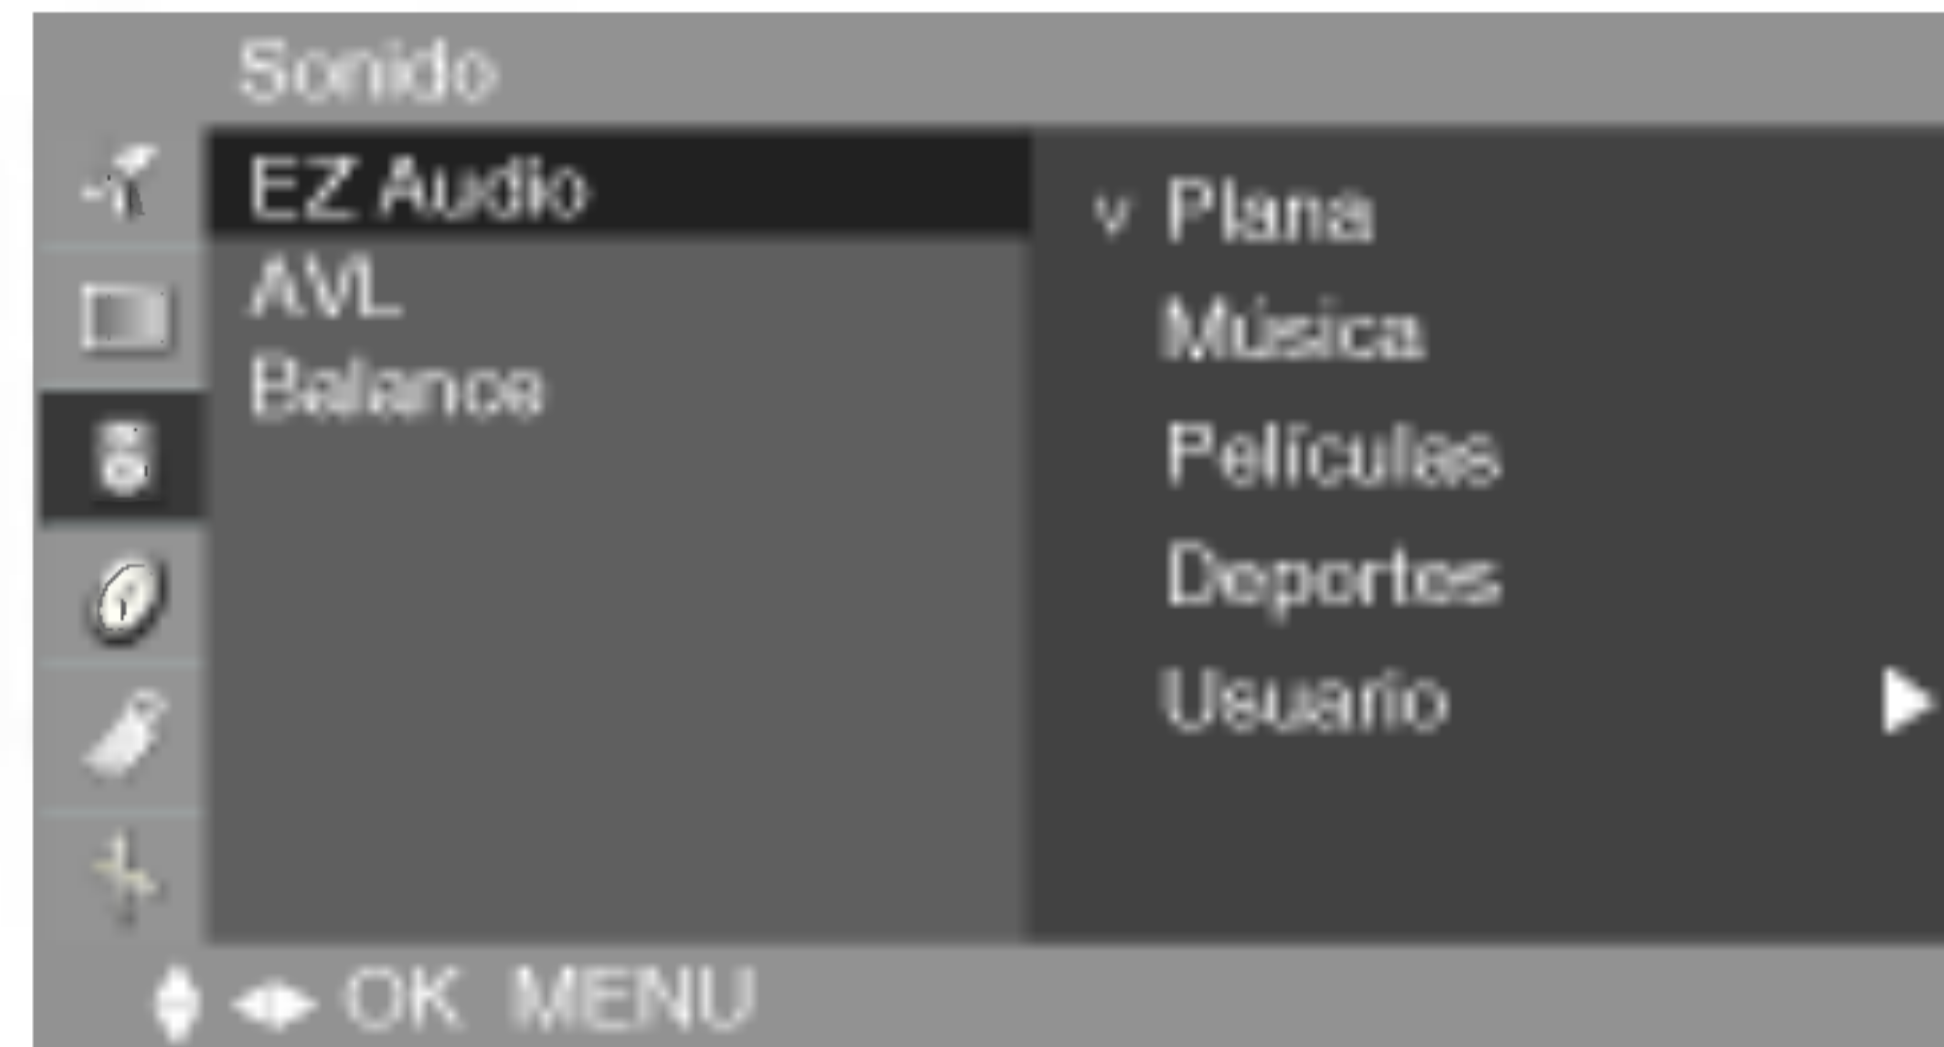 Sonido
EZ Audio
AVL
Balance
v Plana
Música
Películas
Deportes
Usuario
OK MENU